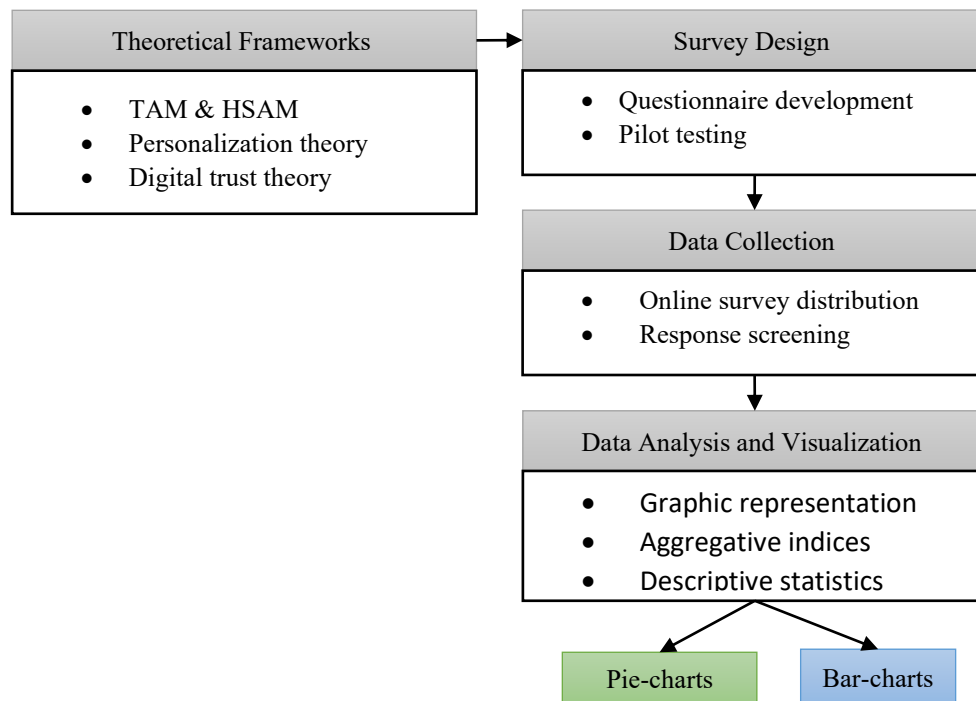 Theoretical Frameworks
• TAM & HSAM
• Personalization theory
• Digital trust theory
Survey Design
• Questionnaire development
• Pilot testing
Data Collection
• Online survey distribution
• Response screening
Data Analysis and Visualization
• Graphic representation
• Aggregative indices
• Descriptive statistics
Pie-charts
Bar-charts